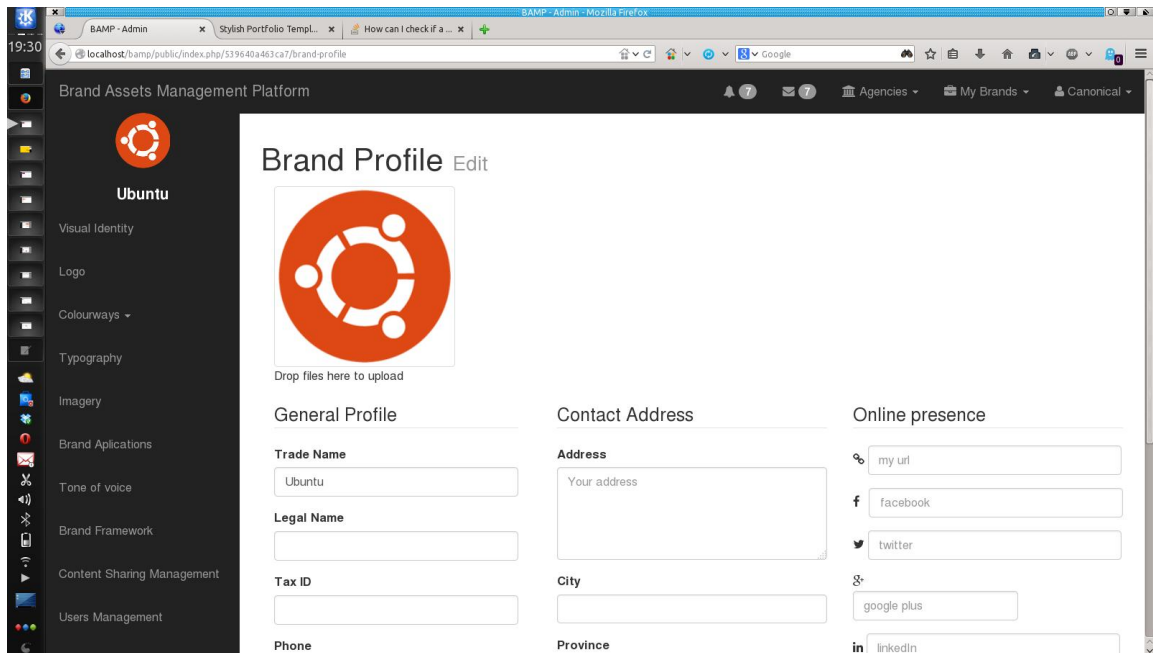 BAMP - Admin - Mozilla Firefox
BAMP - Admin
Stylish Portfolio Templ...
How can I check if a ...
19:30
localhost/bamp/public/index.php/539640a463ca7/brand-profile
Google
0
Brand Assets Management Platform
7
7
Agencies
My Brands
Canonical
Ubuntu
Visual Identity
Logo
Colourways
Typography
Imagery
Brand Aplications
Tone of voice
Brand Framework
Content Sharing Management
Users Management
Brand Profile Edit
Drop files here to upload
General Profile
Trade Name
Ubuntu
Legal Name
Tax ID
Phone
Contact Address
Address
Your address
City
Province
Online presence
my url
facebook
twitter
google plus
linkedIn